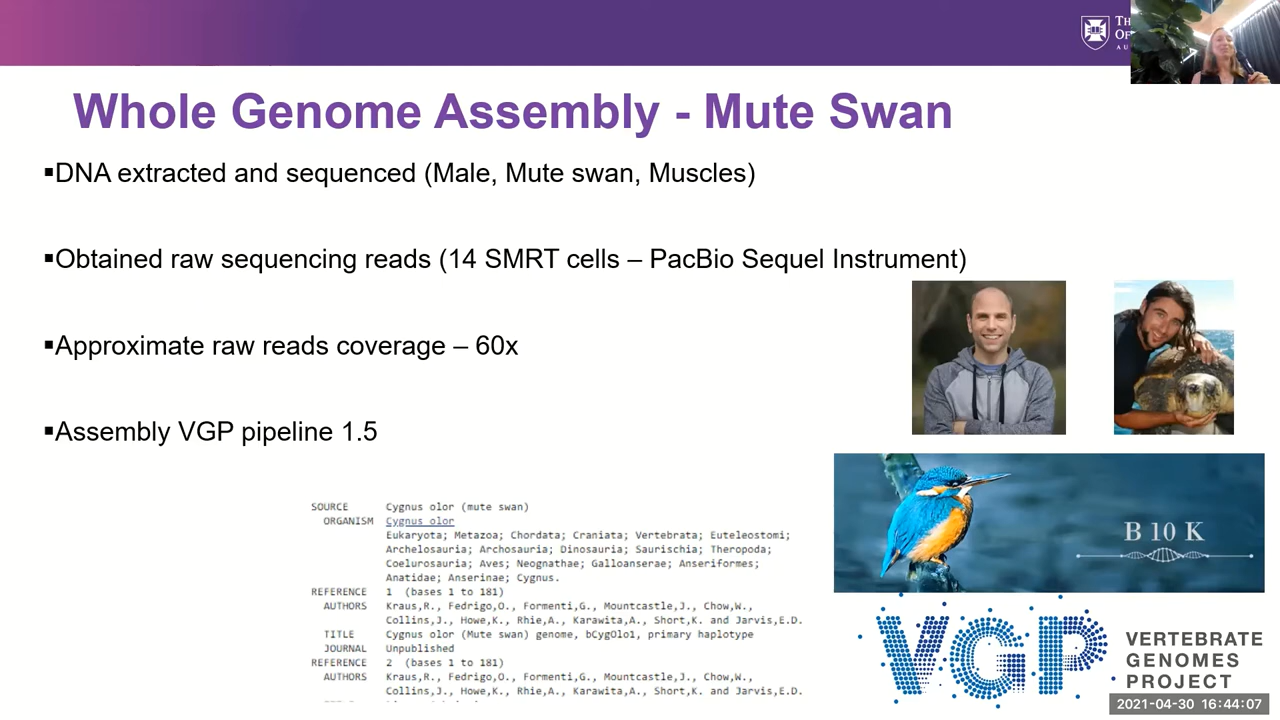 TH
OF
AU
Whole Genome Assembly - Mute Swan
▪DNA extracted and sequenced (Male, Mute swan, Muscles)
▪Obtained raw sequencing reads (14 SMRT cells – PacBio Sequel Instrument)
▪Approximate raw reads coverage – 60x
▪Assembly VGP pipeline 1.5
SOURCE Cygnus olor (mute swan)
ORGANISM Cygnus olor
Eukaryota; Metazoa; Chordata; Craniata; Vertebrata; Euteleostomi;
Archelosauria; Archosauria; Dinosauria; Saurischia; Theropoda;
Coelurosauria; Aves; Neognathae; Galloanserae; Anseriformes;
Anatidae; Anserinae; Cygnus.
REFERENCE 1 (bases 1 to 181)
AUTHORS Kraus,R., Fedrigo,O., Formenti,G., Mountcastle,J., Chow,W.,
Collins,J., Howe,K., Rhie,A., Karawita,A., Short,K. and Jarvis,E.D.
TITLE Cygnus olor (Mute swan) genome, bCygOlo1, primary haplotype
JOURNAL Unpublished
REFERENCE 2 (bases 1 to 181)
AUTHORS Kraus,R., Fedrigo,O., Formenti,G., Mountcastle,J., Chow,W.,
Collins,J., Howe,K., Rhie,A., Karawita,A., Short,K. and Jarvis,E.D.
B 10 K
VGP
VERTEBRATE
GENOMES
PROJECT
2021-04-30 16:44:07